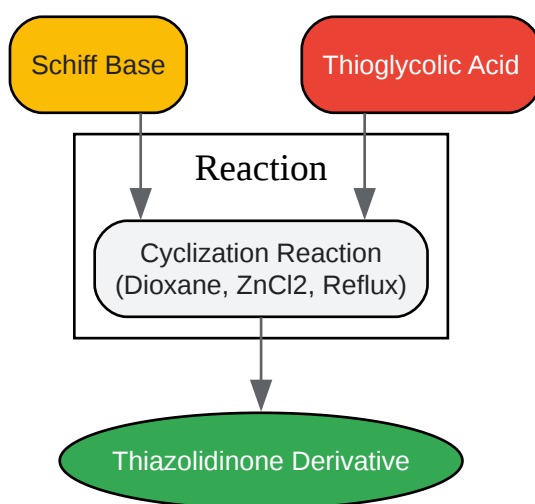 Schiff Base
Thioglycolic Acid
Reaction
Cyclization Reaction
(Dioxane, ZnCl2, Reflux)
Thiazolidinone Derivative